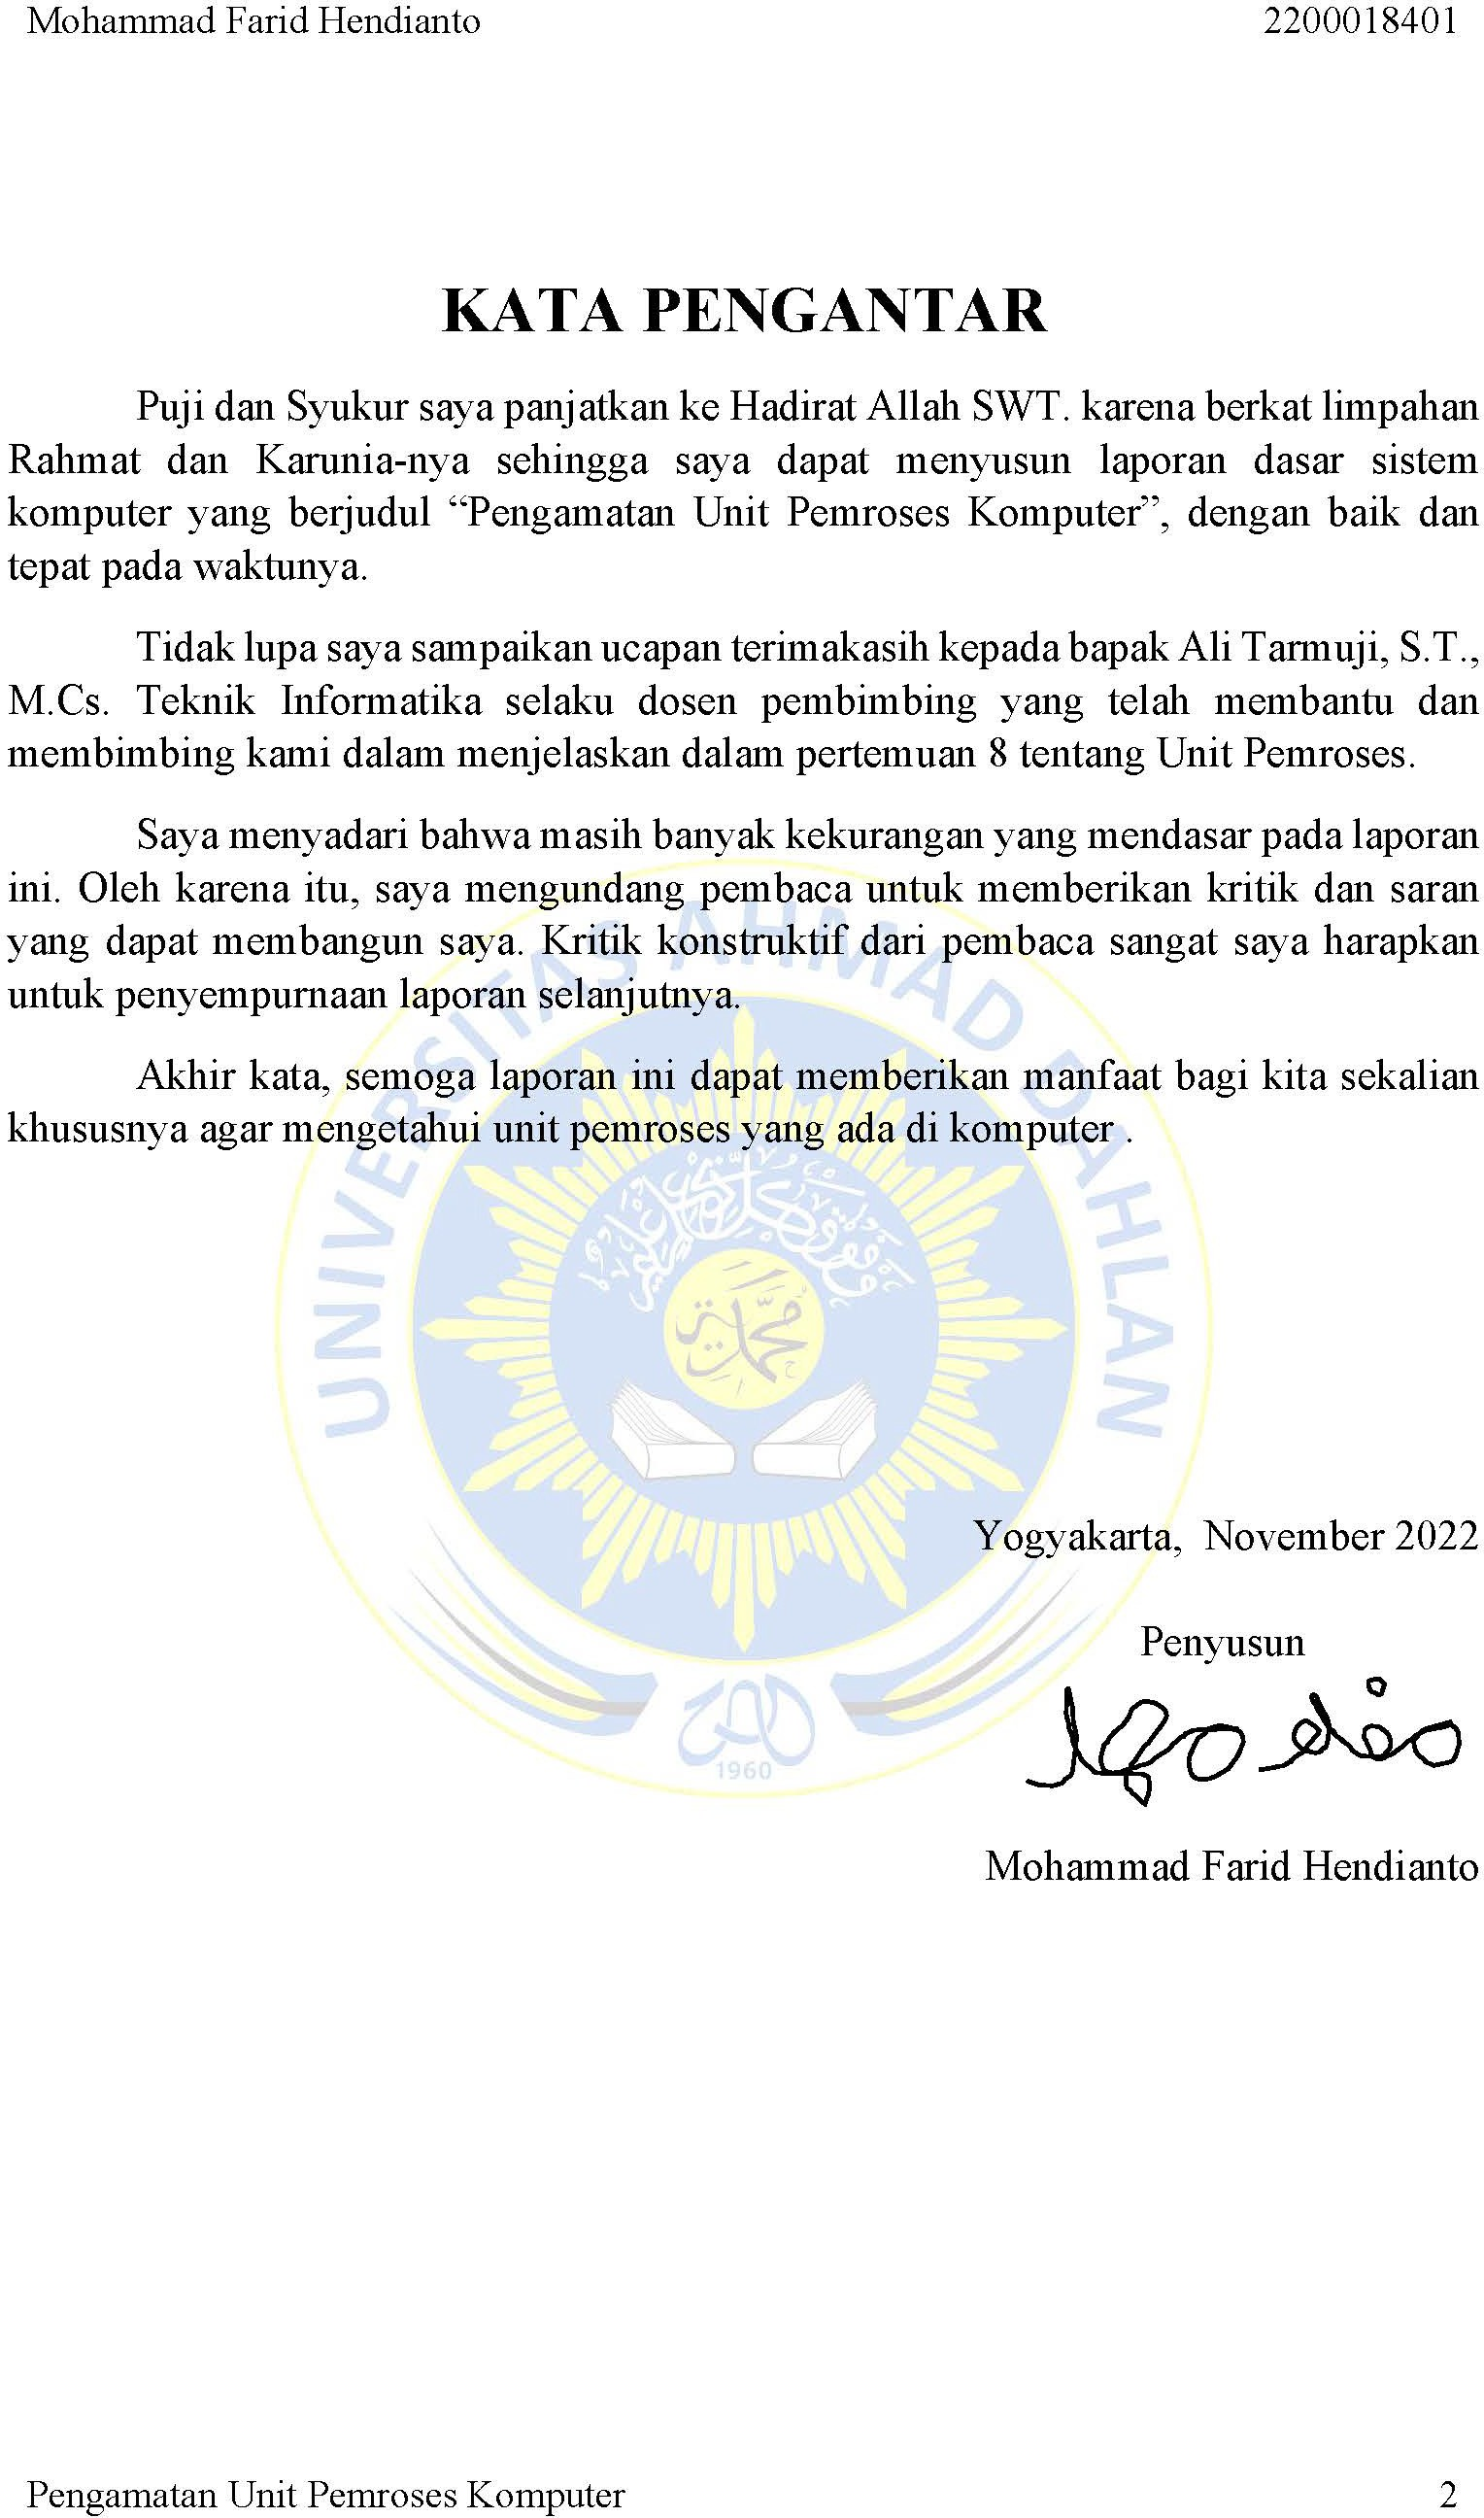 Mohammad Farid Hendianto 2200018401
KATA PENGANTAR
Puji dan Syukur saya panjatkan ke Hadirat Allah SWT. karena berkat limpahan
Rahmat dan Karunia-nya sehingga saya dapat menyusun laporan dasar sistem
komputer yang berjudul “Pengamatan Unit Pemroses Komputer”, dengan baik dan
tepat pada waktunya.
Tidak lupa saya sampaikan ucapan terimakasih kepada bapak Ali Tarmuji, S.T.,
M.Cs. Teknik Informatika selaku dosen pembimbing yang telah membantu dan
membimbing kami dalam menjelaskan dalam pertemuan 8 tentang Unit Pemroses.
Saya menyadari bahwa masih banyak kekurangan yang mendasar pada laporan
ini. Oleh karena itu, saya mengundang pembaca untuk memberikan kritik dan saran
yang dapat membangun saya. Kritik konstruktif dari pembaca sangat saya harapkan
untuk penyempurnaan laporan selanjutnya.
Akhir kata, semoga laporan ini dapat memberikan manfaat bagi kita sekalian
khususnya agar mengetahui unit pemroses yang ada di komputer .
UNIVERSITAS AHMAD DAHLAN
1960
Yogyakarta, November 2022
Penyusun
Mohammad Farid Hendianto
Pengamatan Unit Pemroses Komputer 2